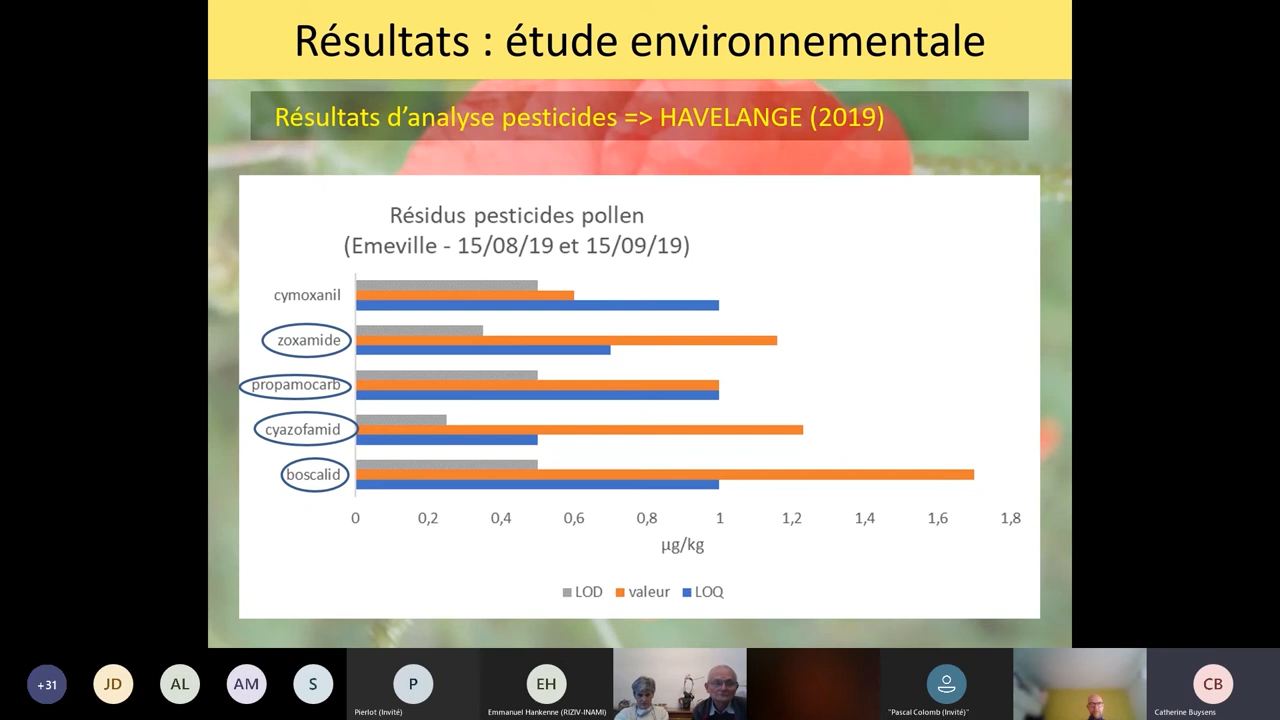 Résultats : étude environnementale
Résultats d’analyse pesticides => HAVELANGE (2019)
Résidus pesticides pollen
(Emeville - 15/08/19 et 15/09/19)
cymoxanil
zoxamide
propamocarb
cyazofamid
boscalid
0 0,2 0,4 0,6 0,8 1 1,2 1,4 1,6 1,8
µg/kg
LOD valeur LOQ
+31 JD AL AM S P EH CB
Pierlot (Invité) Emmanuel Hankenne (RIZIV-INAMI) "Pascal Colomb (Invité)" Catherine Buysens